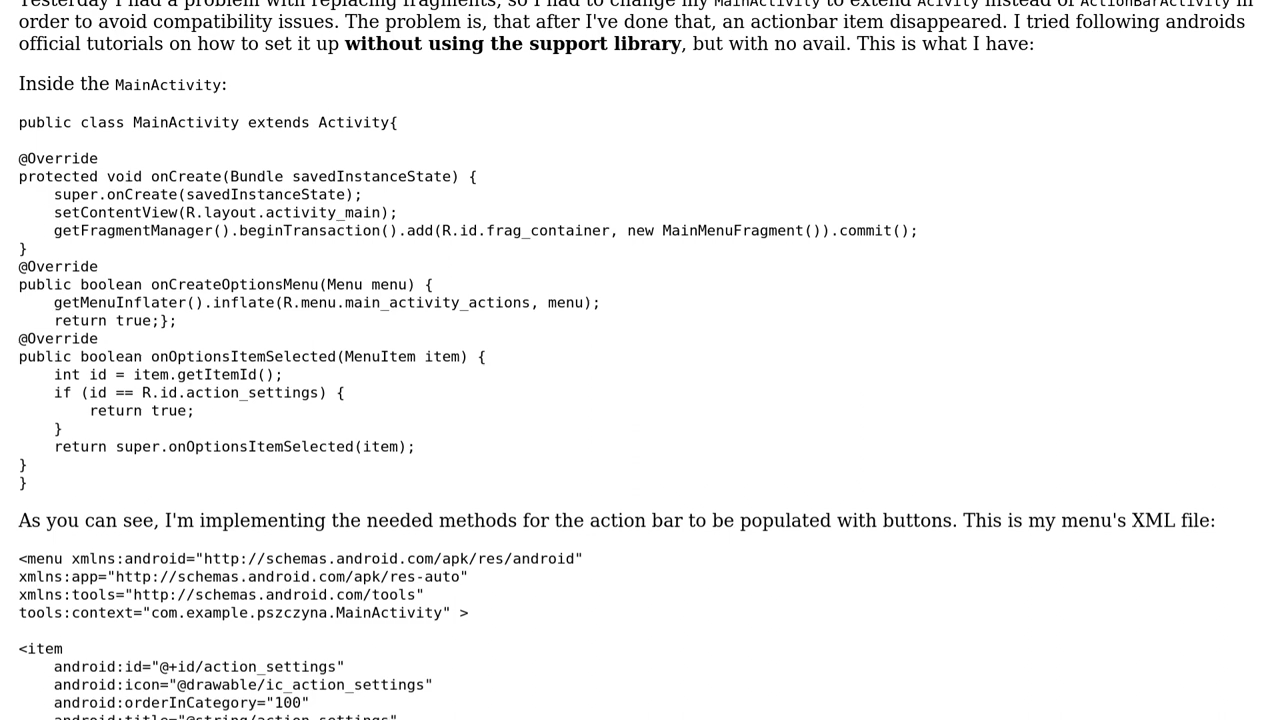 Yesterday I had a problem with replacing fragments, so I had to change my MainActivity to extend Acivity instead of ActionBarActivity in
order to avoid compatibility issues. The problem is, that after I've done that, an actionbar item disappeared. I tried following androids
official tutorials on how to set it up without using the support library, but with no avail. This is what I have:
Inside the MainActivity:
public class MainActivity extends Activity{
@Override
protected void onCreate(Bundle savedInstanceState) {
    super.onCreate(savedInstanceState);
    setContentView(R.layout.activity_main);
    getFragmentManager().beginTransaction().add(R.id.frag_container, new MainMenuFragment()).commit();
}
@Override
public boolean onCreateOptionsMenu(Menu menu) {
    getMenuInflater().inflate(R.menu.main_activity_actions, menu);
    return true;};
@Override
public boolean onOptionsItemSelected(MenuItem item) {
    int id = item.getItemId();
    if (id == R.id.action_settings) {
        return true;
    }
    return super.onOptionsItemSelected(item);
}
}
As you can see, I'm implementing the needed methods for the action bar to be populated with buttons. This is my menu's XML file:
<menu xmlns:android="http://schemas.android.com/apk/res/android"
xmlns:app="http://schemas.android.com/apk/res-auto"
xmlns:tools="http://schemas.android.com/tools"
tools:context="com.example.pszczyna.MainActivity" >
<item
    android:id="@+id/action_settings"
    android:icon="@drawable/ic_action_settings"
    android:orderInCategory="100"
    android:title="@string/action_settings"